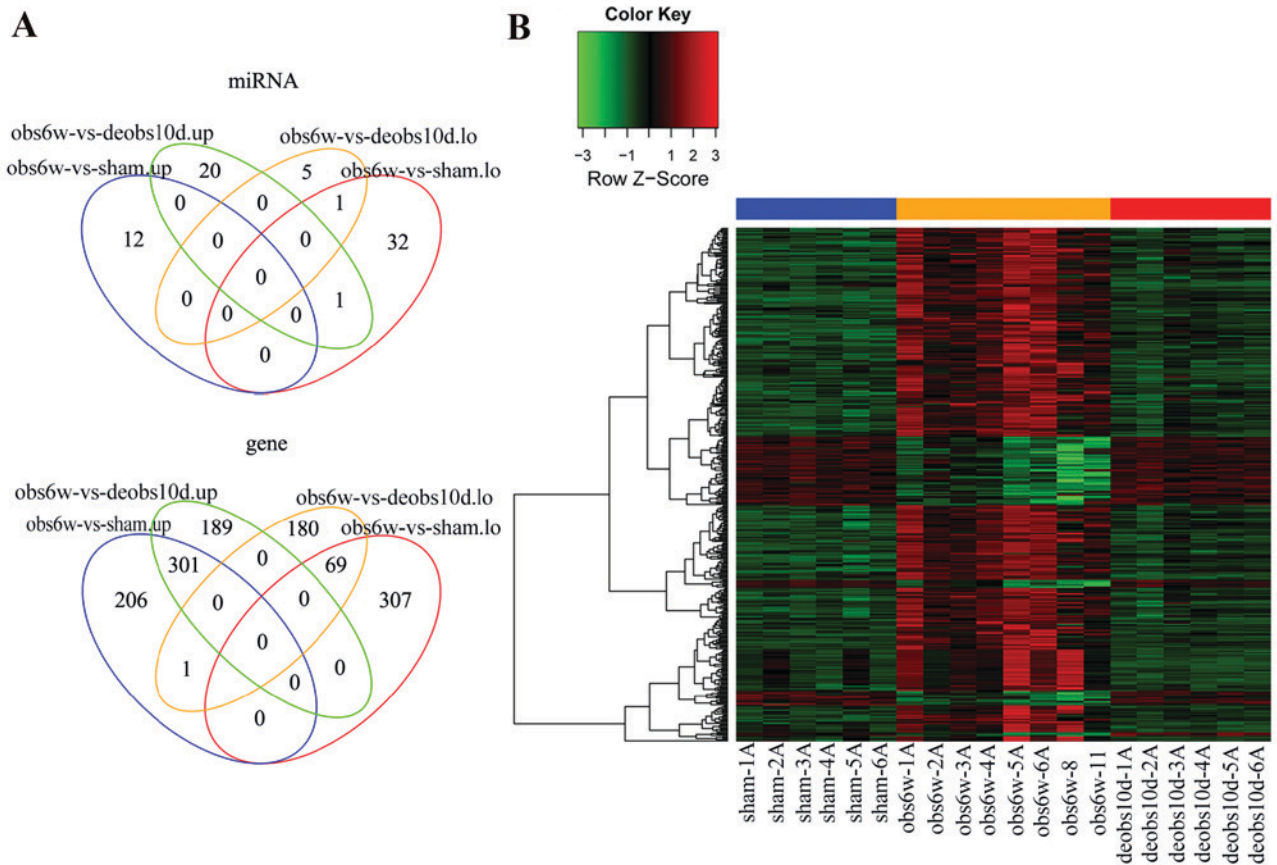 A
miRNA
obs6w-vs-deobs10d.up
obs6w-vs-deobs10d.lo
obs6w-vs-sham.up
obs6w-vs-sham.lo
20
5
0
0
1
12
0
0
32
0
0
0
0
1
0
gene
obs6w-vs-deobs10d.up
obs6w-vs-deobs10d.lo
obs6w-vs-sham.up
obs6w-vs-sham.lo
189
180
301
0
69
206
0
0
307
0
1
0
0
0
B
Color Key
−3 −1 1 2 3
Row Z−Score
sham-1A
sham-2A
sham-3A
sham-4A
sham-5A
sham-6A
obs6w-1A
obs6w-2A
obs6w-3A
obs6w-4A
obs6w-5A
obs6w-6A
obs6w-8
obs6w-11
deobs10d-1A
deobs10d-2A
deobs10d-3A
deobs10d-4A
deobs10d-5A
deobs10d-6A